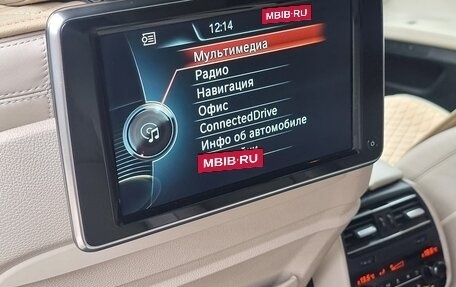 12:14
MBIB.RU
Мультимедиа
Радио
Навигация
Офис
ConnectedDrive
Инфо об автомобиле
MBIB.RU